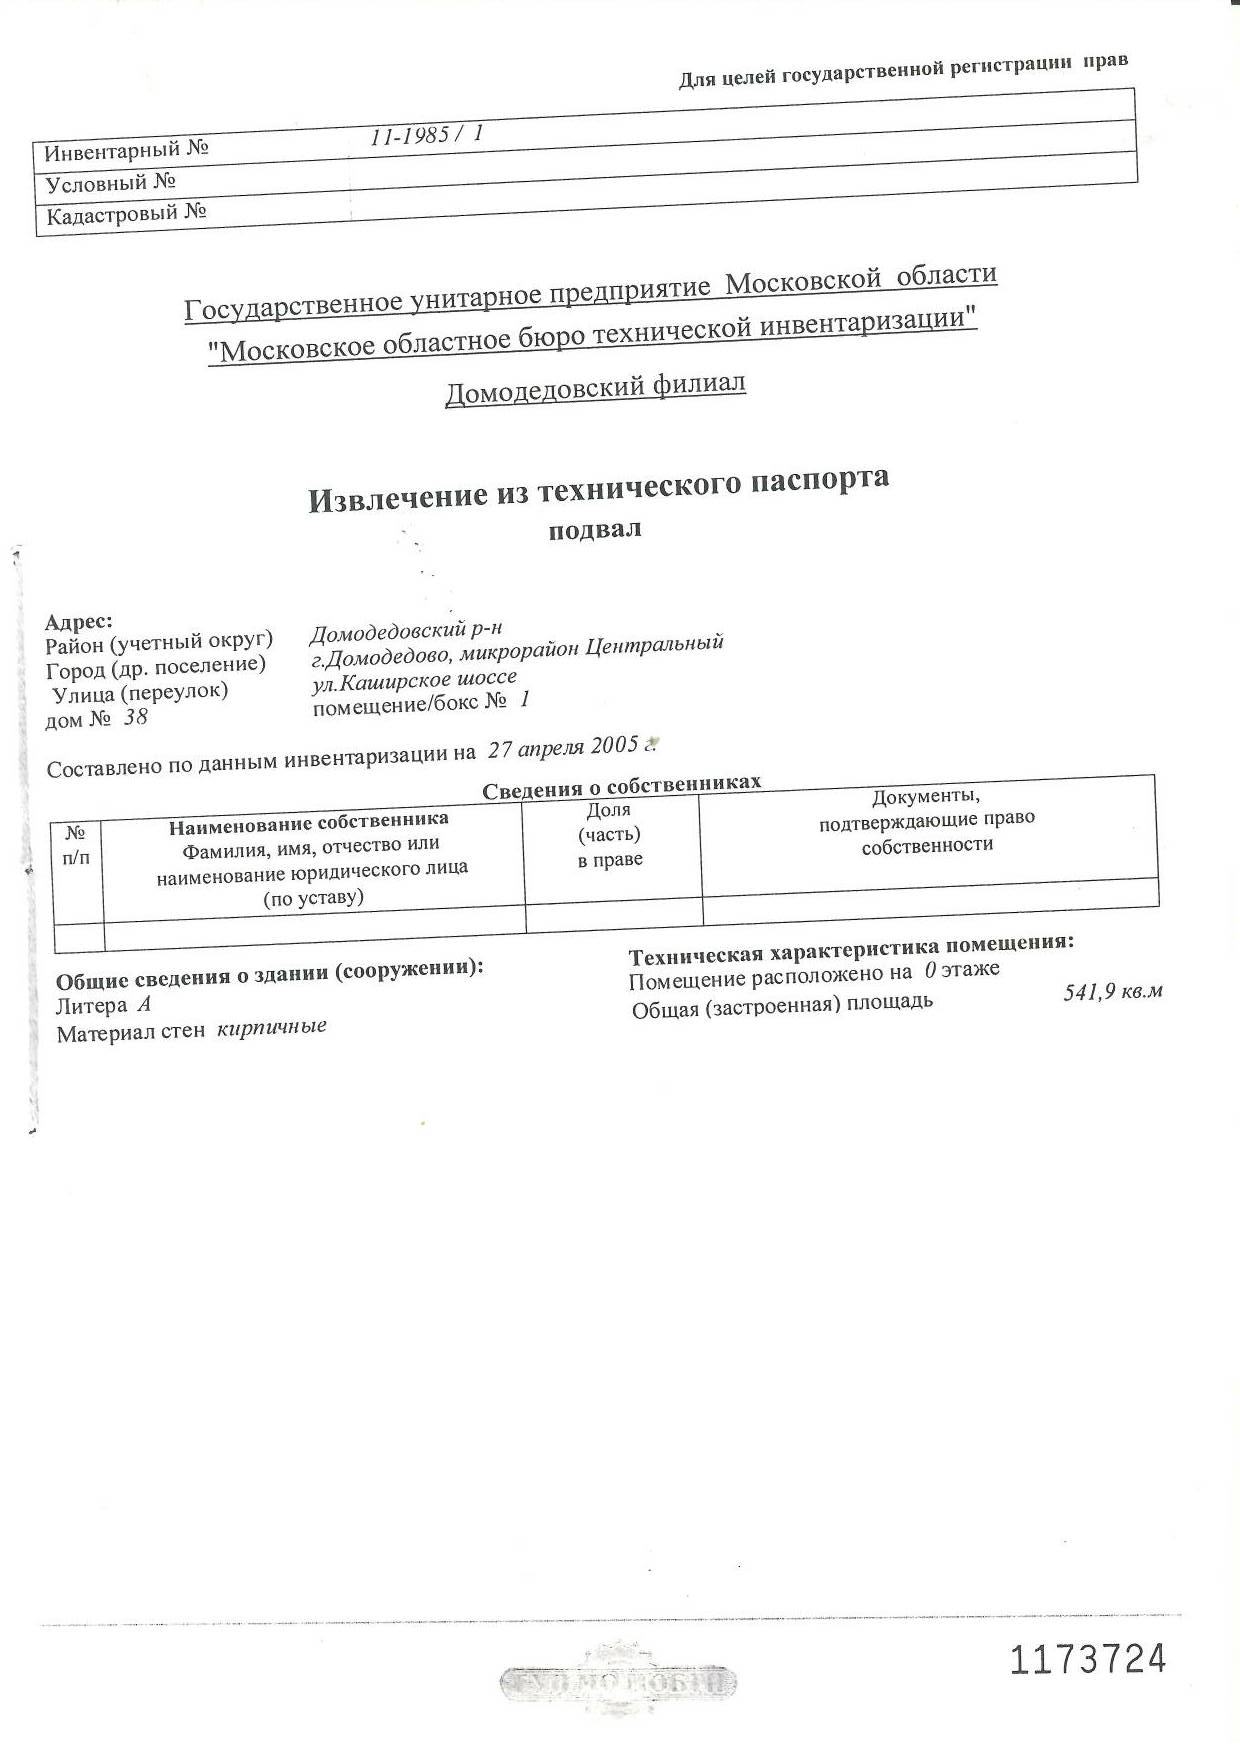 Для целей государственной регистрации прав
Инвентарный № 11-1985 / 1
Условный №
Кадастровый №
Государственное унитарное предприятие Московской области
"Московское областное бюро технической инвентаризации"
Домодедовский филиал
Извлечение из технического паспорта
подвал
Адрес:
Район (учетный округ) Домодедовский р-н
Город (др. поселение) г.Домодедово, микрорайон Центральный
Улица (переулок) ул.Каширское шоссе
дом № 38 помещение/бокс № 1
Составлено по данным инвентаризации на 27 апреля 2005 г.
Сведения о собственниках
№
п/п
Наименование собственника
Фамилия, имя, отчество или
наименование юридического лица
(по уставу)
Доля
(часть)
в праве
Документы,
подтверждающие право
собственности
Общие сведения о здании (сооружении):
Литера А
Материал стен кирпичные
Техническая характеристика помещения:
Помещение расположено на 0 этаже
Общая (застроенная) площадь 541,9 кв.м
1173724